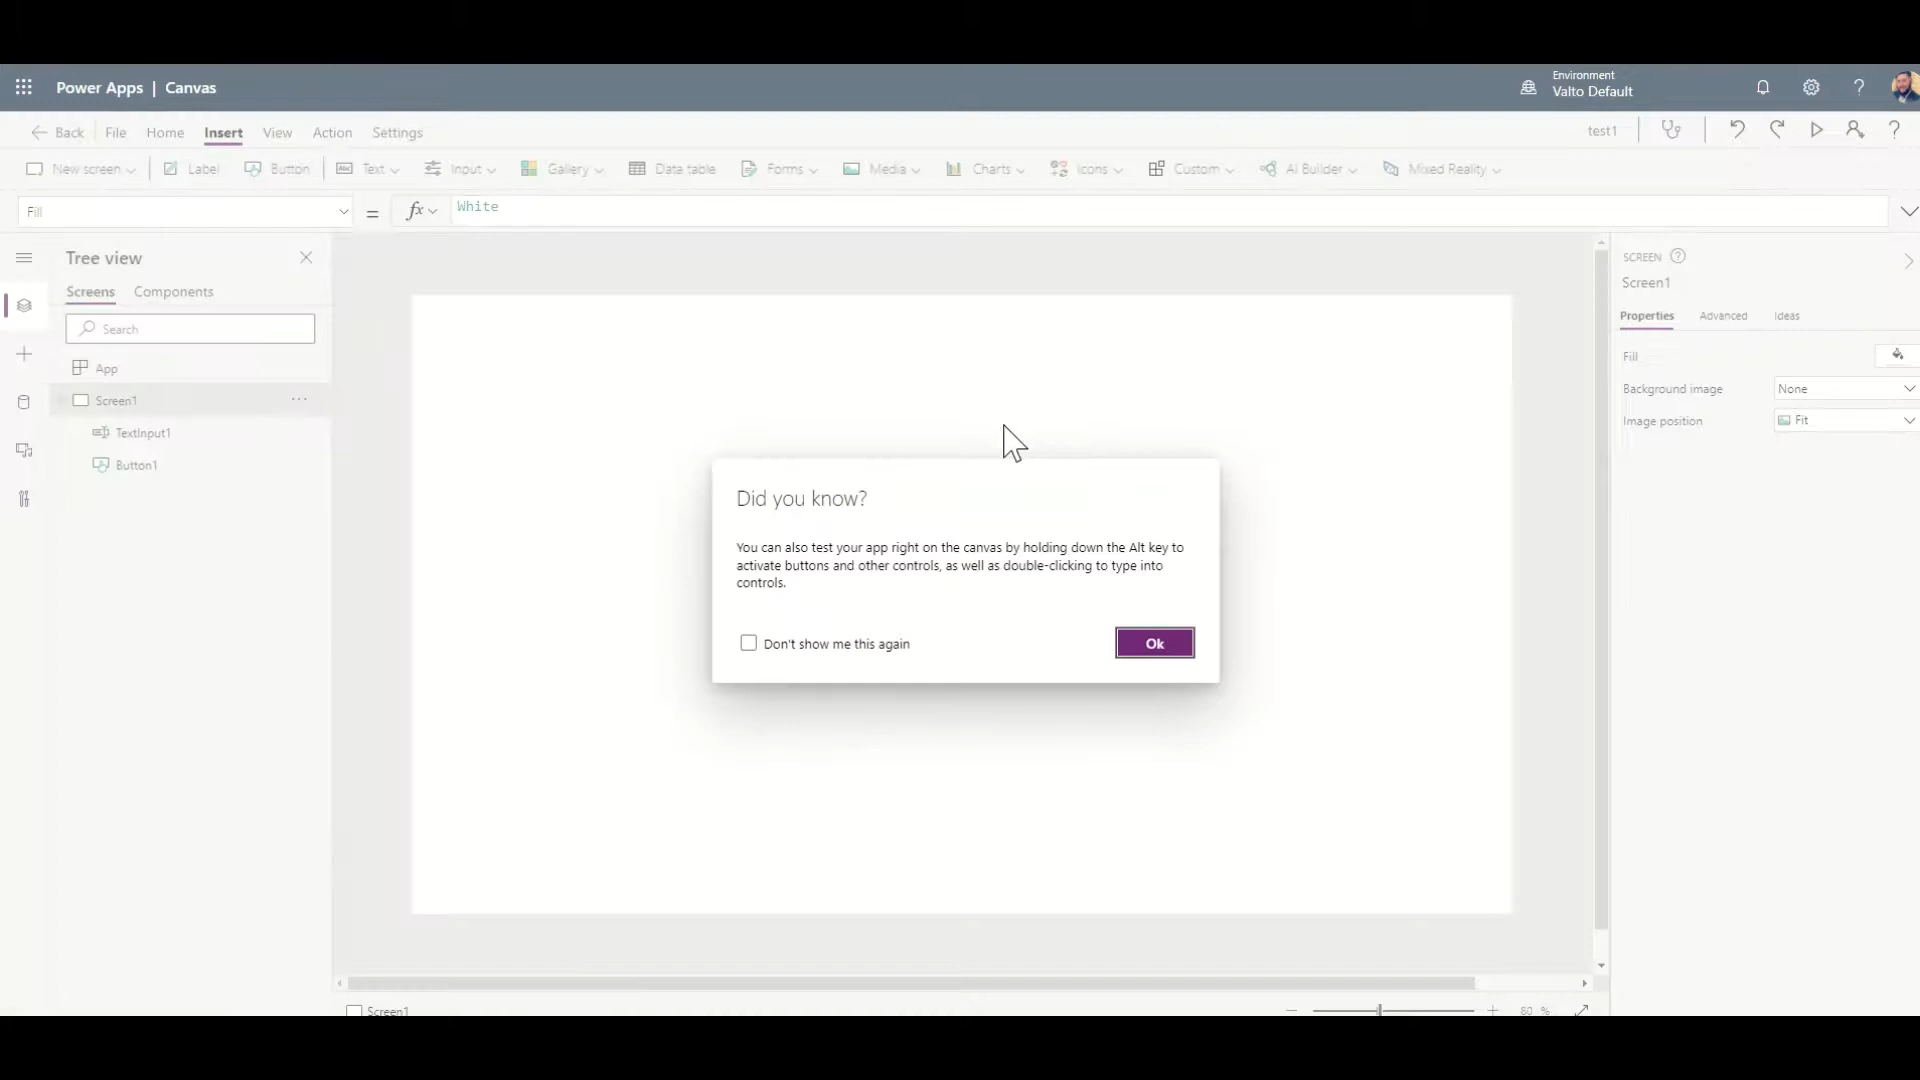 Power Apps | Canvas
Environment
Valto Default
Back File Home Insert View Action Settings
test1
New screen Label Button Text Input Gallery Data table Forms Media Charts Icons Custom AI Builder Mixed Reality
Fill = fx White
Tree view
Screens Components
Search
App
Screen1
TextInput1
Button1
SCREEN
Screen1
Properties Advanced Ideas
Fill
Background image None
Image position Fit
Did you know?
You can also test your app right on the canvas by holding down the Alt key to
activate buttons and other controls, as well as double-clicking to type into
controls.
Don't show me this again
Ok
Screen1
80 %